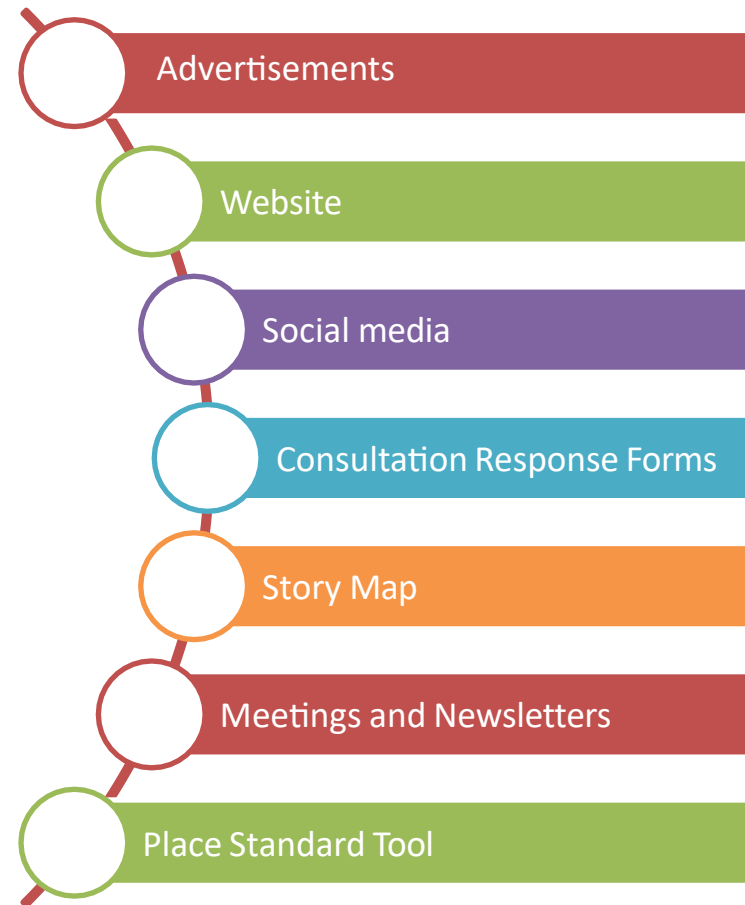 Advertisements
Website
Social media
Consultation Response Forms
Story Map
Meetings and Newsletters
Place Standard Tool